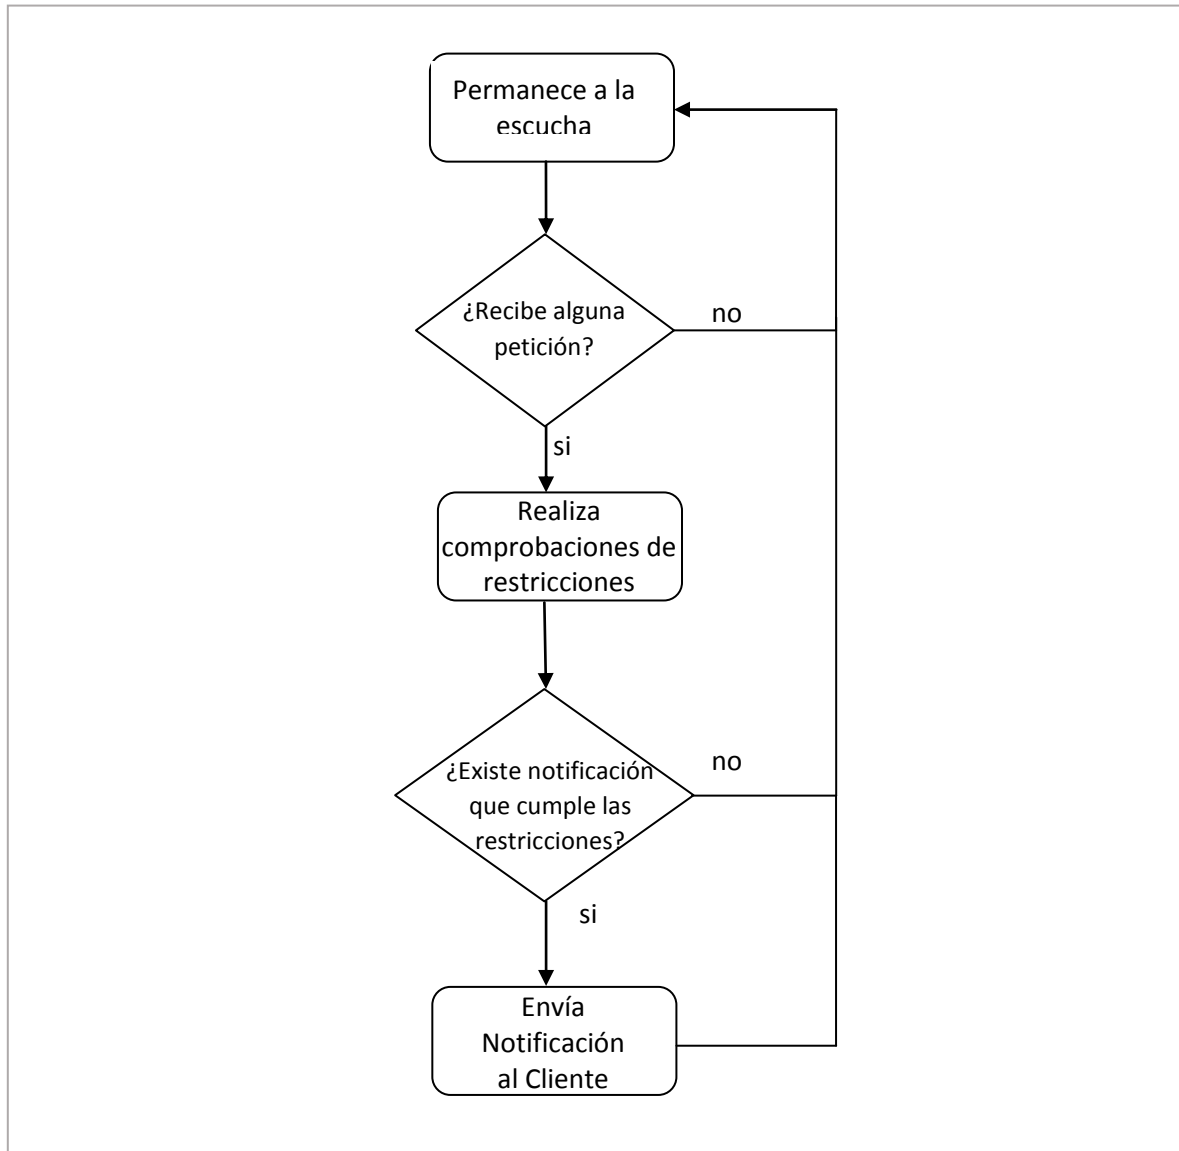 Permanece a la
escucha
¿Recibe alguna
petición?
no
si
Realiza
comprobaciones de
restricciones
¿Existe notificación
que cumple las
restricciones?
no
si
Envía
Notificación
al Cliente